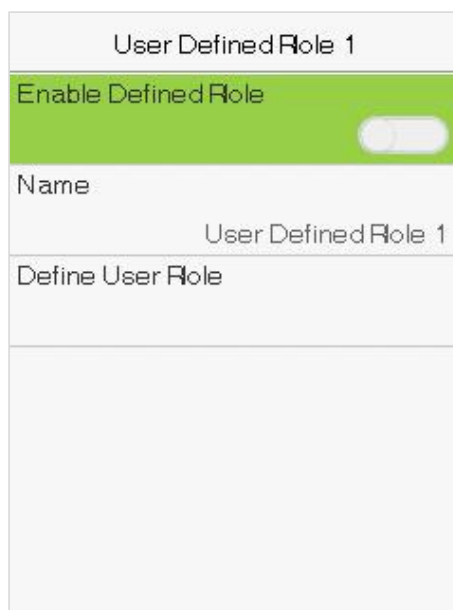 User Defined Role 1
Enable Defined Role
Name
User Defined Role 1
Define User Role